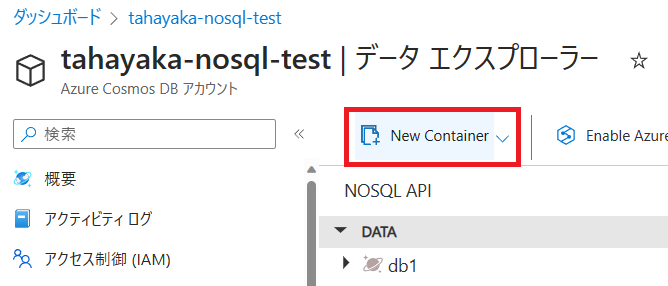 ダッシュボード > tahayaka-nosql-test
tahayaka-nosql-test | データ エクスプローラー
Azure Cosmos DB アカウント
検索
New Container
Enable Azure
概要
NOSQL API
アクティビティ ログ
DATA
アクセス制御 (IAM)
db1